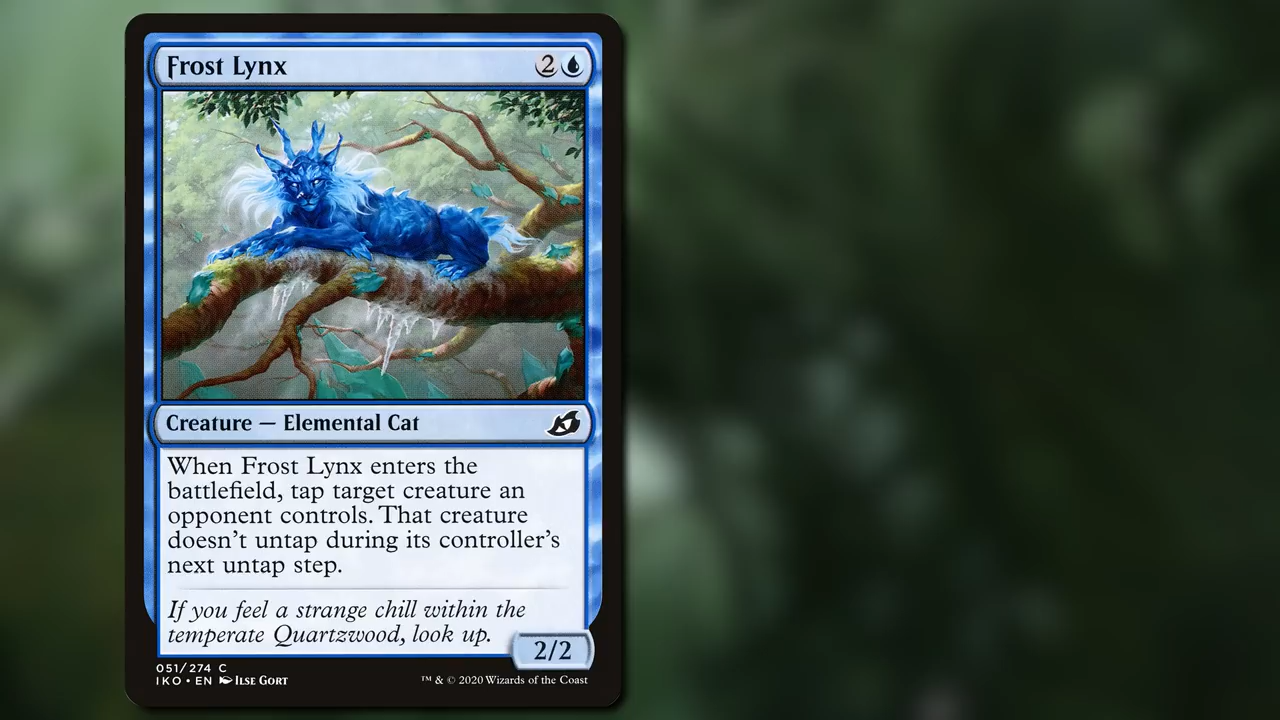 Frost Lynx 2
Creature — Elemental Cat
When Frost Lynx enters the
battlefield, tap target creature an
opponent controls. That creature
doesn't untap during its controller's
next untap step.
If you feel a strange chill within the
temperate Quartzwood, look up.
2/2
051/274 C
IKO • EN ILSE GORT
™ & © 2020 Wizards of the Coast